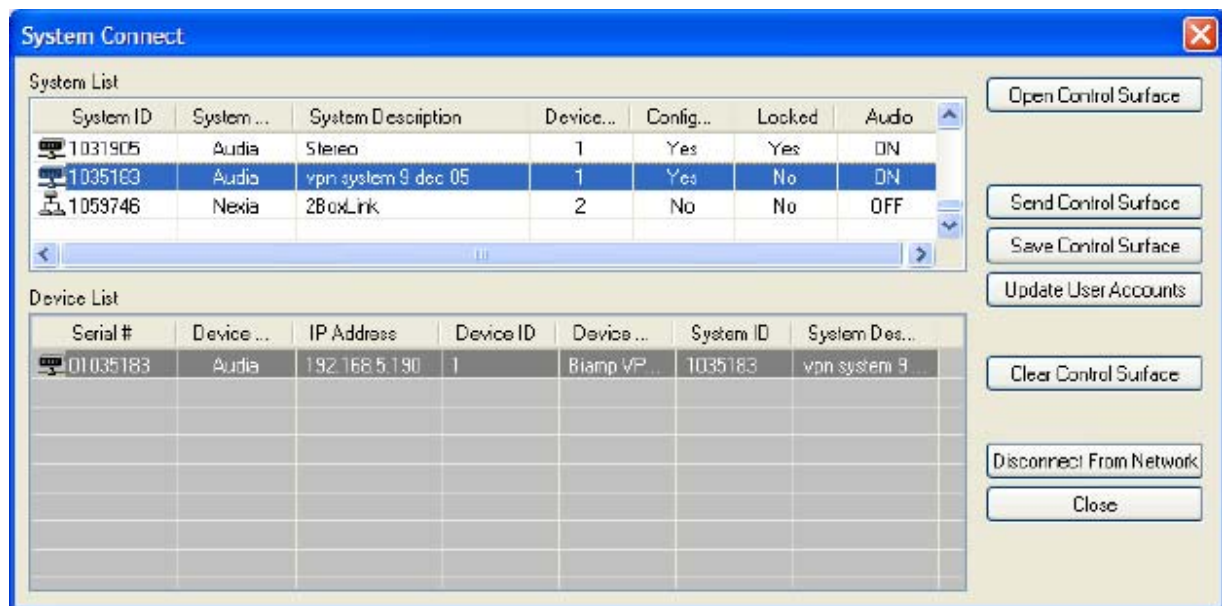 System Connect
System List
System ID System ... System Description Device... Config... Locked Audio
1031905 Audia Stereo 1 Yes Yes ON
1035183 Audia vpn system 9 dec 05 1 Yes No ON
1059746 Nexia 2BoxLink 2 No No OFF
Device List
Serial # Device ... IP Address Device ID Device ... System ID System Des...
01035183 Audia 192.168.5.190 1 Biamp VP... 1035183 vpn system 9 ...
Open Control Surface
Send Control Surface
Save Control Surface
Update User Accounts
Clear Control Surface
Disconnect From Network
Close